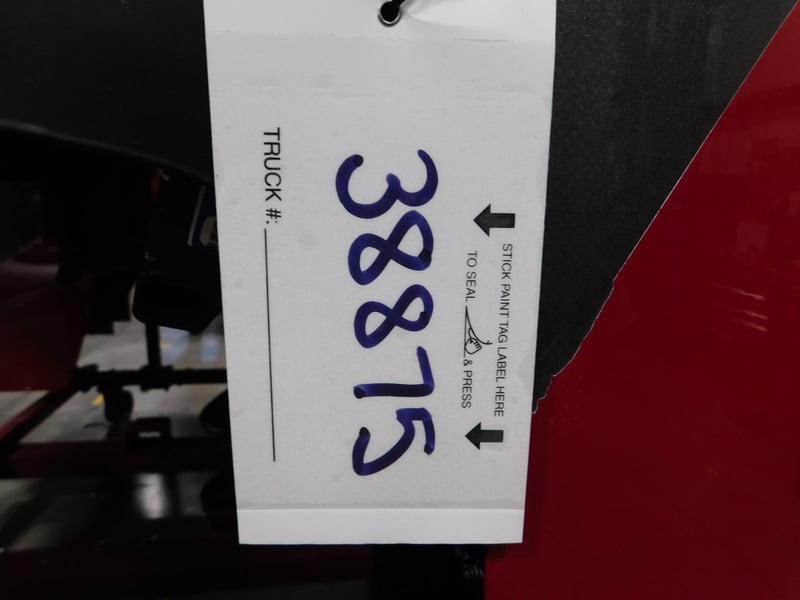 STICK PAINT TAG LABEL HERE
TO SEAL & PRESS
38875
TRUCK #: